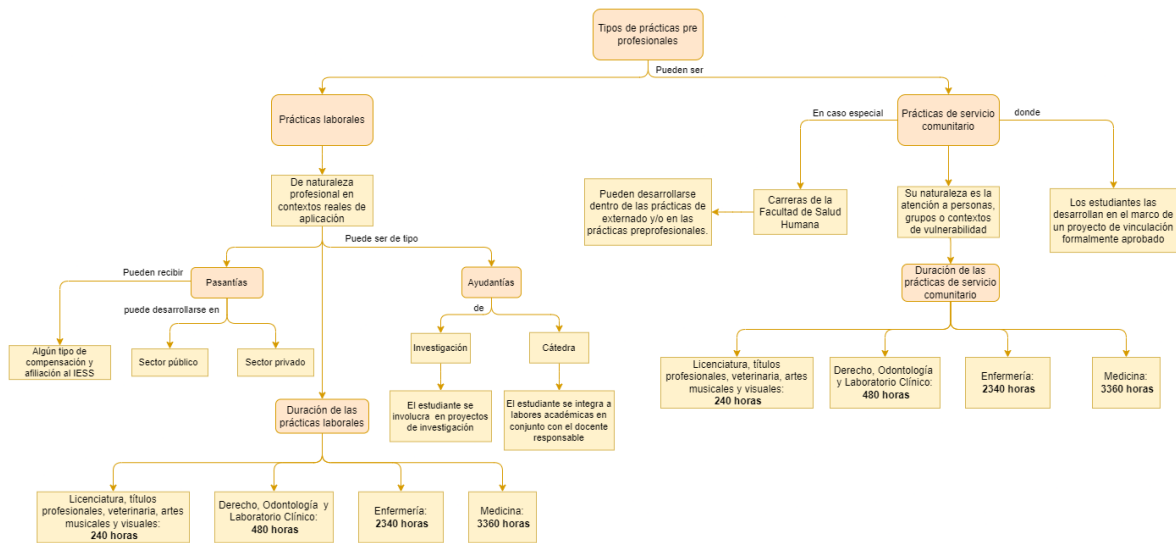 Tipos de prácticas pre
profesionales
Pueden ser
Prácticas laborales
En caso especial
Prácticas de servicio
comunitario
donde
De naturaleza
profesional en
contextos reales de
aplicación
Pueden desarrollarse
dentro de las prácticas de
externado y/o en las
prácticas preprofesionales.
Carreras de la
Facultad de Salud
Humana
Su naturaleza es la
atención a personas,
grupos o contextos
de vulnerabilidad
Los estudiantes las
desarrollan en el marco de
un proyecto de vinculación
formalmente aprobado
Puede ser de tipo
Pueden recibir
Pasantías
Ayudantías
Duración de las
prácticas de servicio
comunitario
puede desarrollarse en
de
Algún tipo de
compensación y
afiliación al IESS
Sector público
Sector privado
Investigación
Cátedra
Licenciatura, títulos
profesionales, veterinaria, artes
musicales y visuales:
240 horas
Derecho, Odontología
y Laboratorio Clínico:
480 horas
Enfermería:
2340 horas
Medicina:
3360 horas
Duración de las
prácticas laborales
El estudiante se
involucra en proyectos
de investigación
El estudiante se integra a
labores académicas en
conjunto con el docente
responsable
Licenciatura, títulos
profesionales, veterinaria, artes
musicales y visuales:
240 horas
Derecho, Odontología y
Laboratorio Clínico:
480 horas
Enfermería:
2340 horas
Medicina:
3360 horas